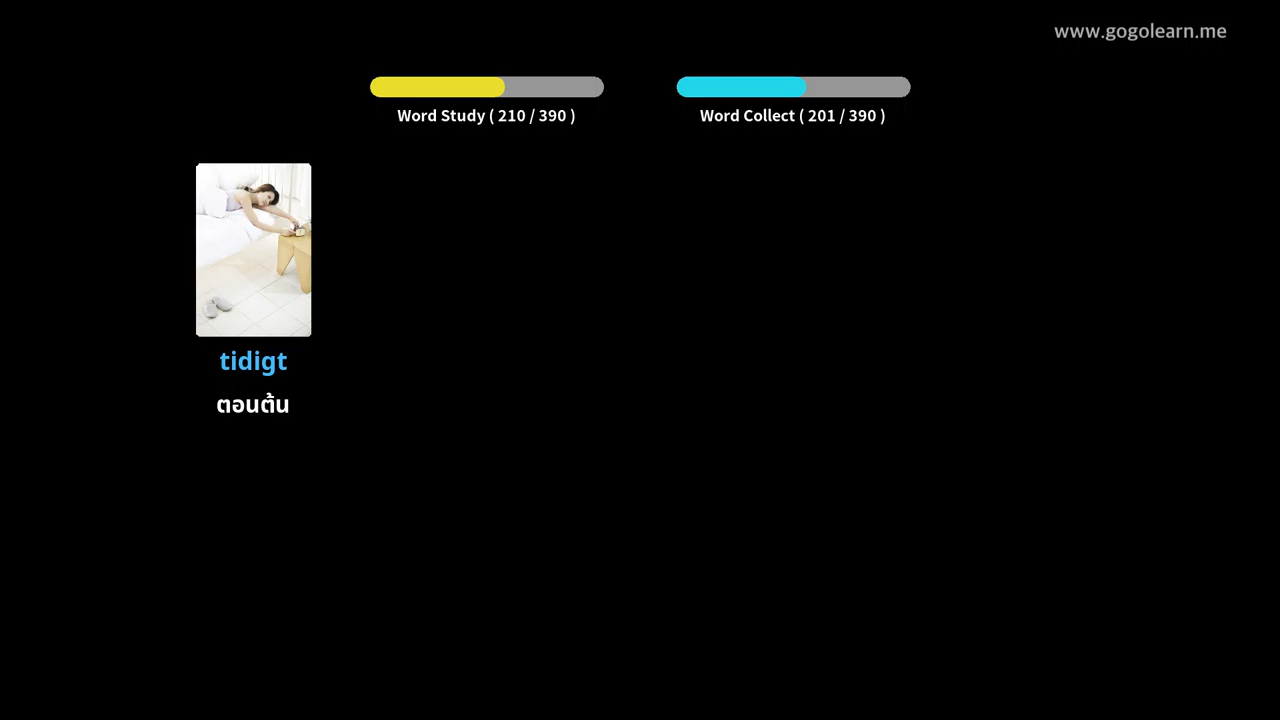 www.gogolearn.me
Word Study ( 210 / 390 )
Word Collect ( 201 / 390 )
tidigt
ตอนต้น